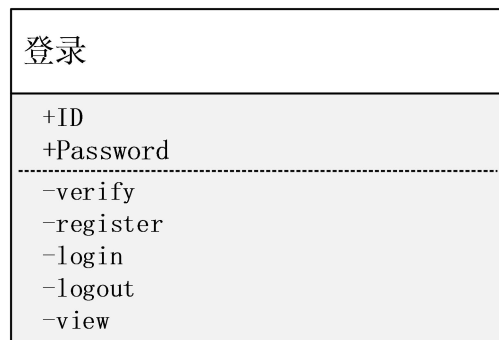 登录
+ID
+Password
-verify
-register
-login
-logout
-view